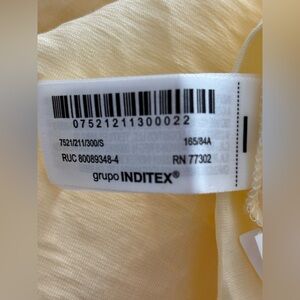 07521211300022
7521/211/300/S 165/84A
RUC 80089348-4 RN 77302
grupo INDITEX®